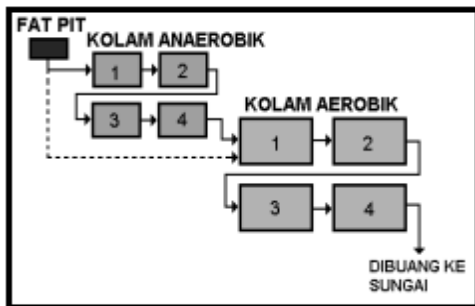 FAT PIT
KOLAM ANAEROBIK
1 2
3 4
KOLAM AEROBIK
1 2
3 4
DIBUANG KE
SUNGAI